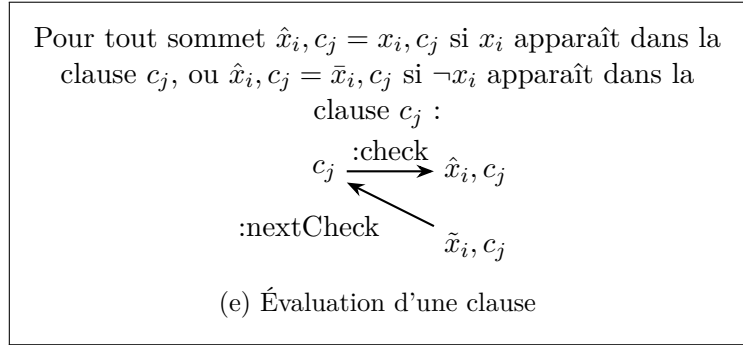 Pour tout sommet x̂ᵢ, cⱼ = xᵢ, cⱼ si xᵢ apparaît dans la
clause cⱼ, ou x̂ᵢ, cⱼ = x̄ᵢ, cⱼ si ¬xᵢ apparaît dans la
clause cⱼ :
:check
cⱼ x̂ᵢ, cⱼ
:nextCheck
x̃ᵢ, cⱼ
(e) Évaluation d'une clause